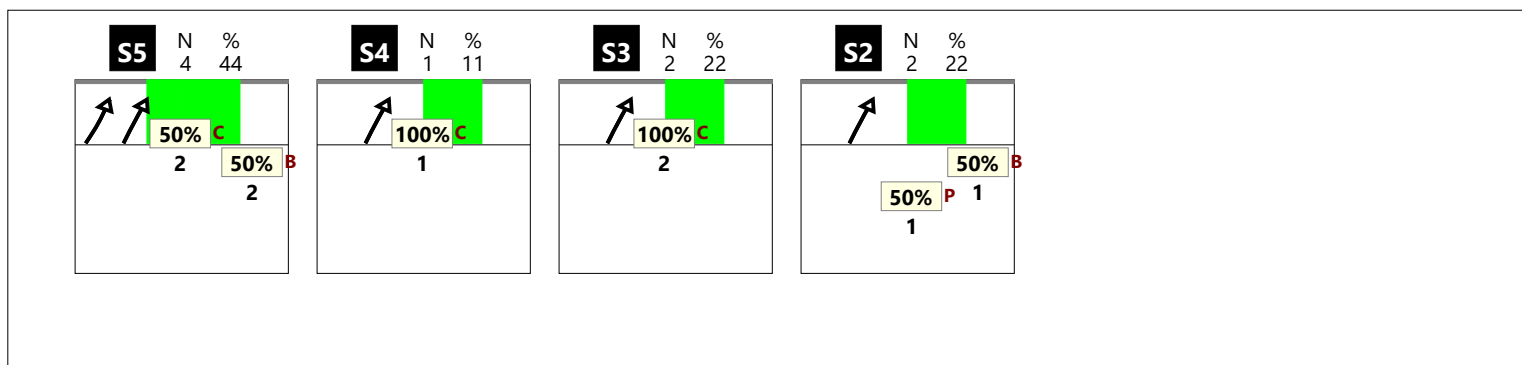 S5 N % S4 N % S3 N % S2 N %
4 44 1 11 2 22 2 22
50% C 100% C 100% C
2 50% B 1 2 50% B
2 50% P 1
1